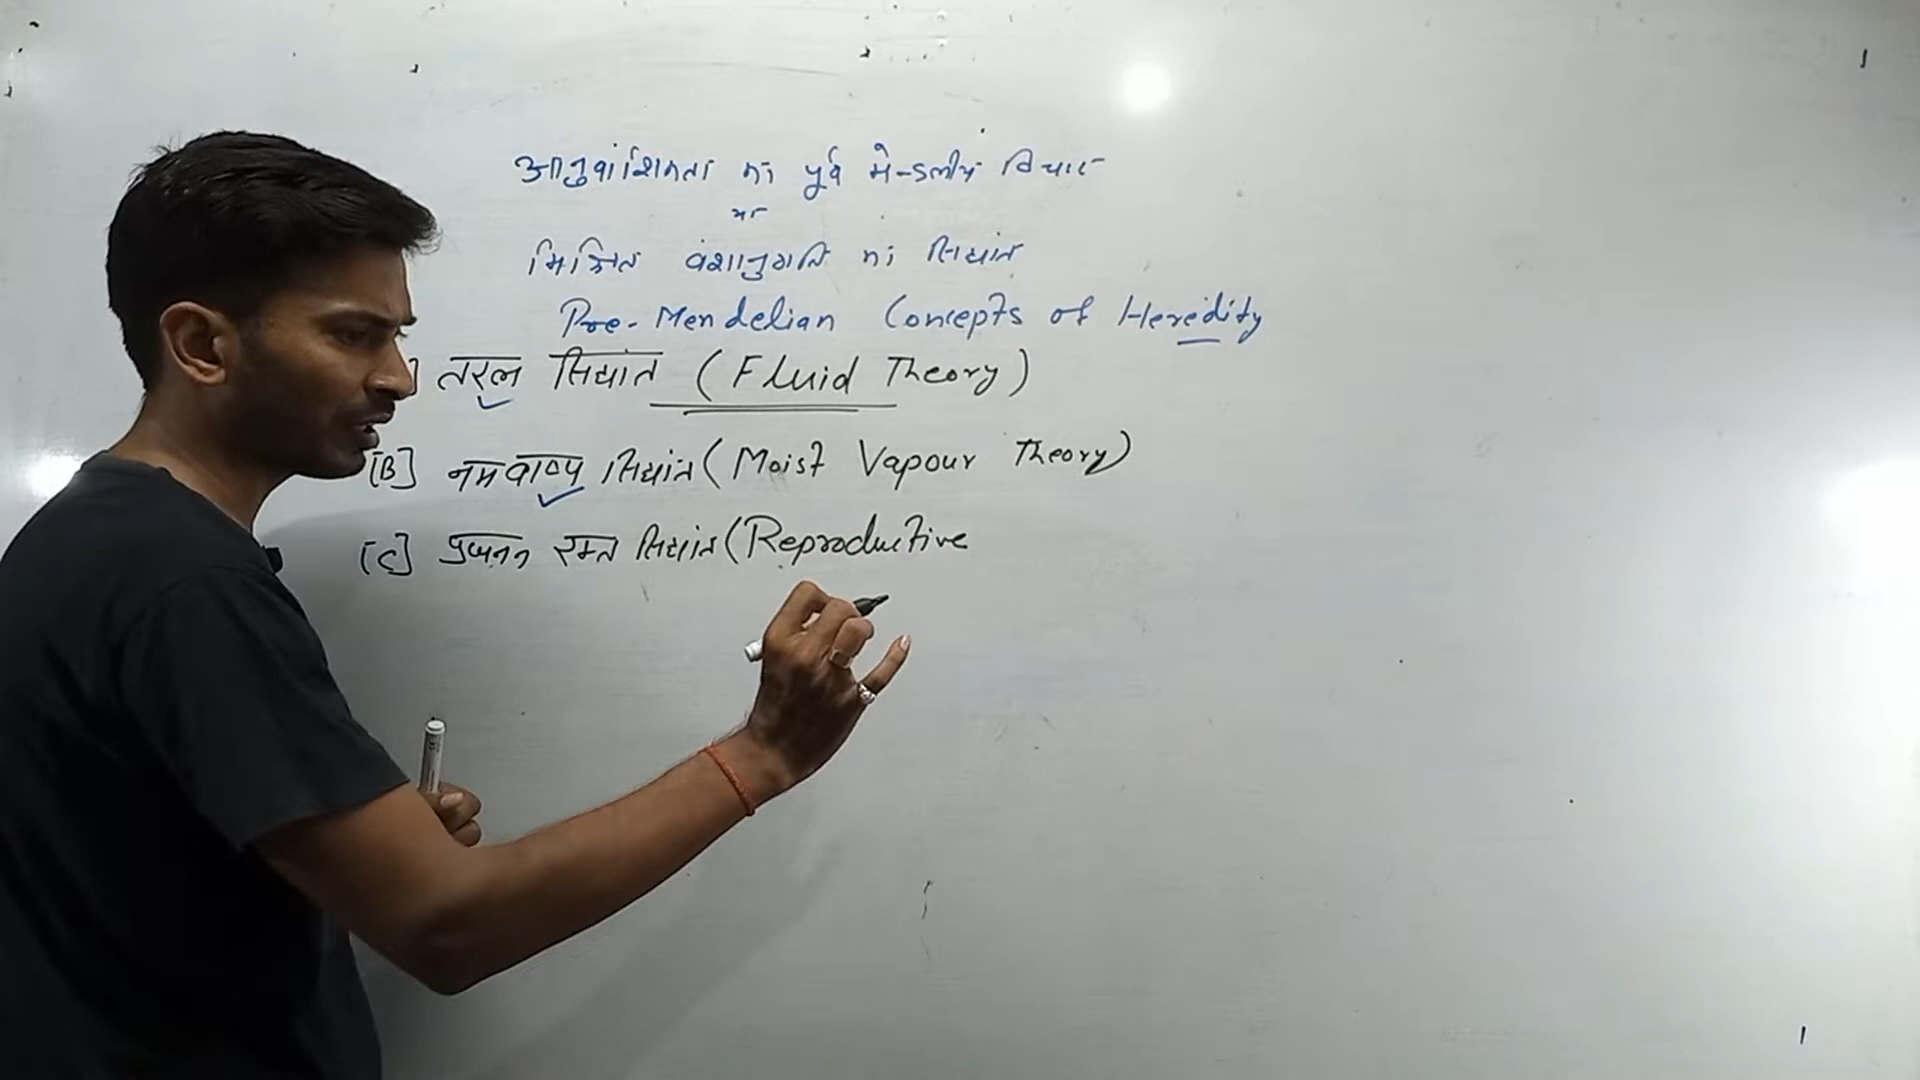 आनुवांशिकता का पूर्व मेन्डलीय विचार
या
मिश्रित वंशानुगति का सिद्यांत
Pre-Mendelian Concepts of Heredity
] तरल सिद्यांत (Fluid Theory)
[B] नमवाष्प सिद्यांत (Moist Vapour Theory)
[C] प्रजनन रक्त सिद्यांत (Reproductive